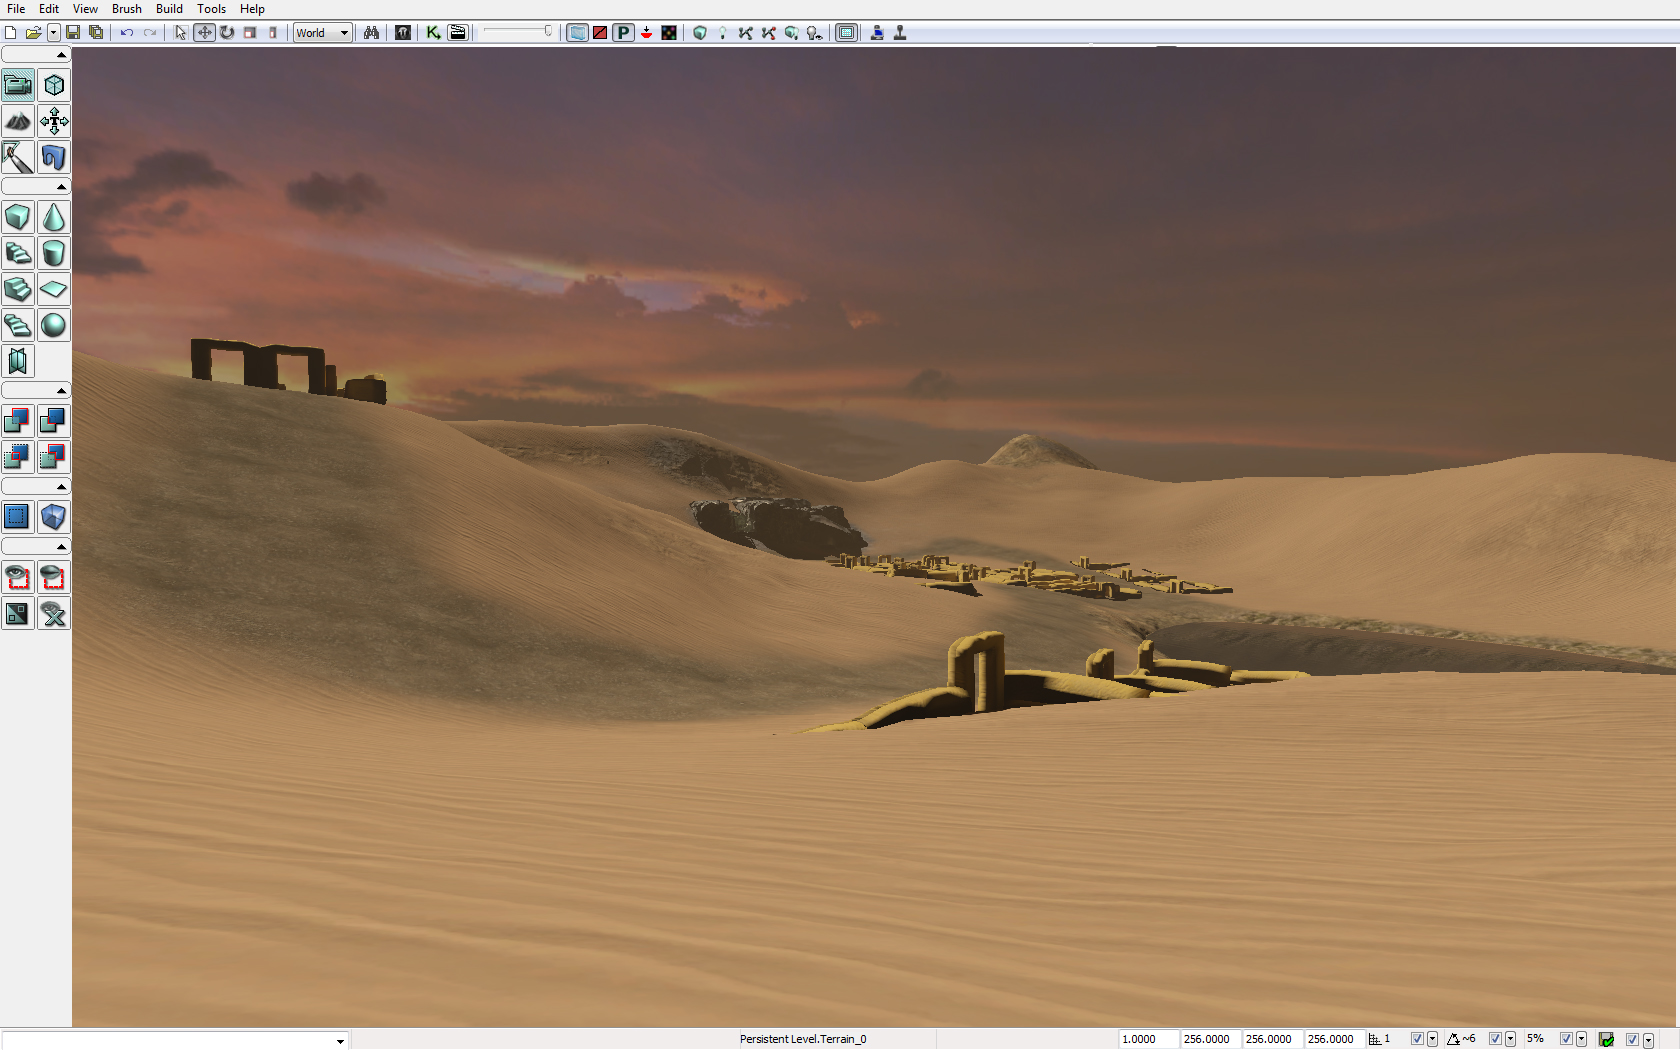 File Edit View Brush Build Tools Help
World
P
Persistent Level.Terrain_0 1.0000 256.0000 256.0000 256.0000 1 ~6 5%